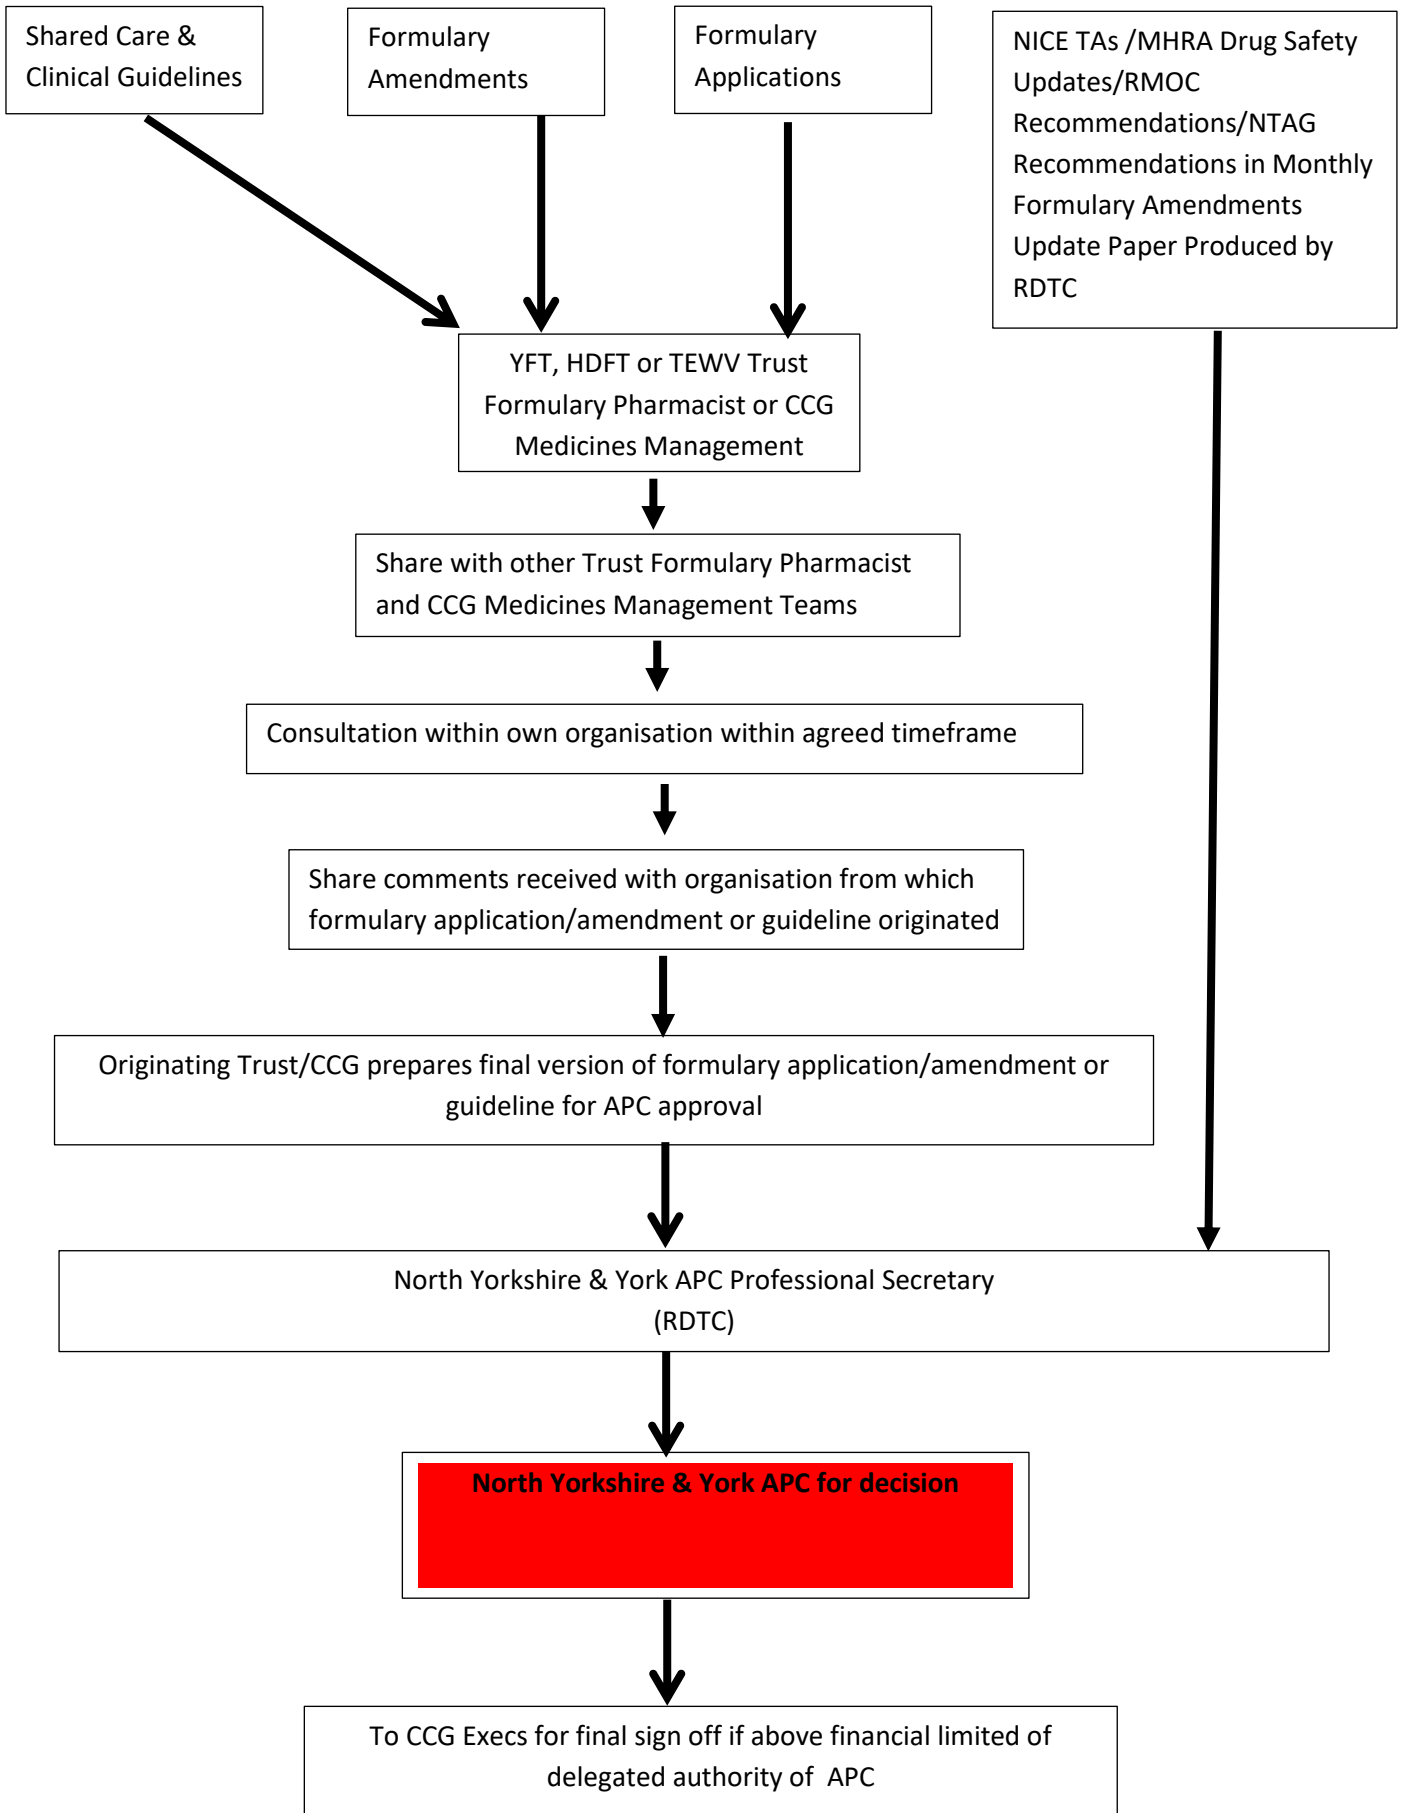 Shared Care &
Clinical Guidelines
Formulary
Amendments
Formulary
Applications
NICE TAs /MHRA Drug Safety
Updates/RMOC
Recommendations/NTAG
Recommendations in Monthly
Formulary Amendments
Update Paper Produced by
RDTC
YFT, HDFT or TEWV Trust
Formulary Pharmacist or CCG
Medicines Management
Share with other Trust Formulary Pharmacist
and CCG Medicines Management Teams
Consultation within own organisation within agreed timeframe
Share comments received with organisation from which
formulary application/amendment or guideline originated
Originating Trust/CCG prepares final version of formulary application/amendment or
guideline for APC approval
North Yorkshire & York APC Professional Secretary
(RDTC)
North Yorkshire & York APC for decision
To CCG Execs for final sign off if above financial limited of
delegated authority of  APC